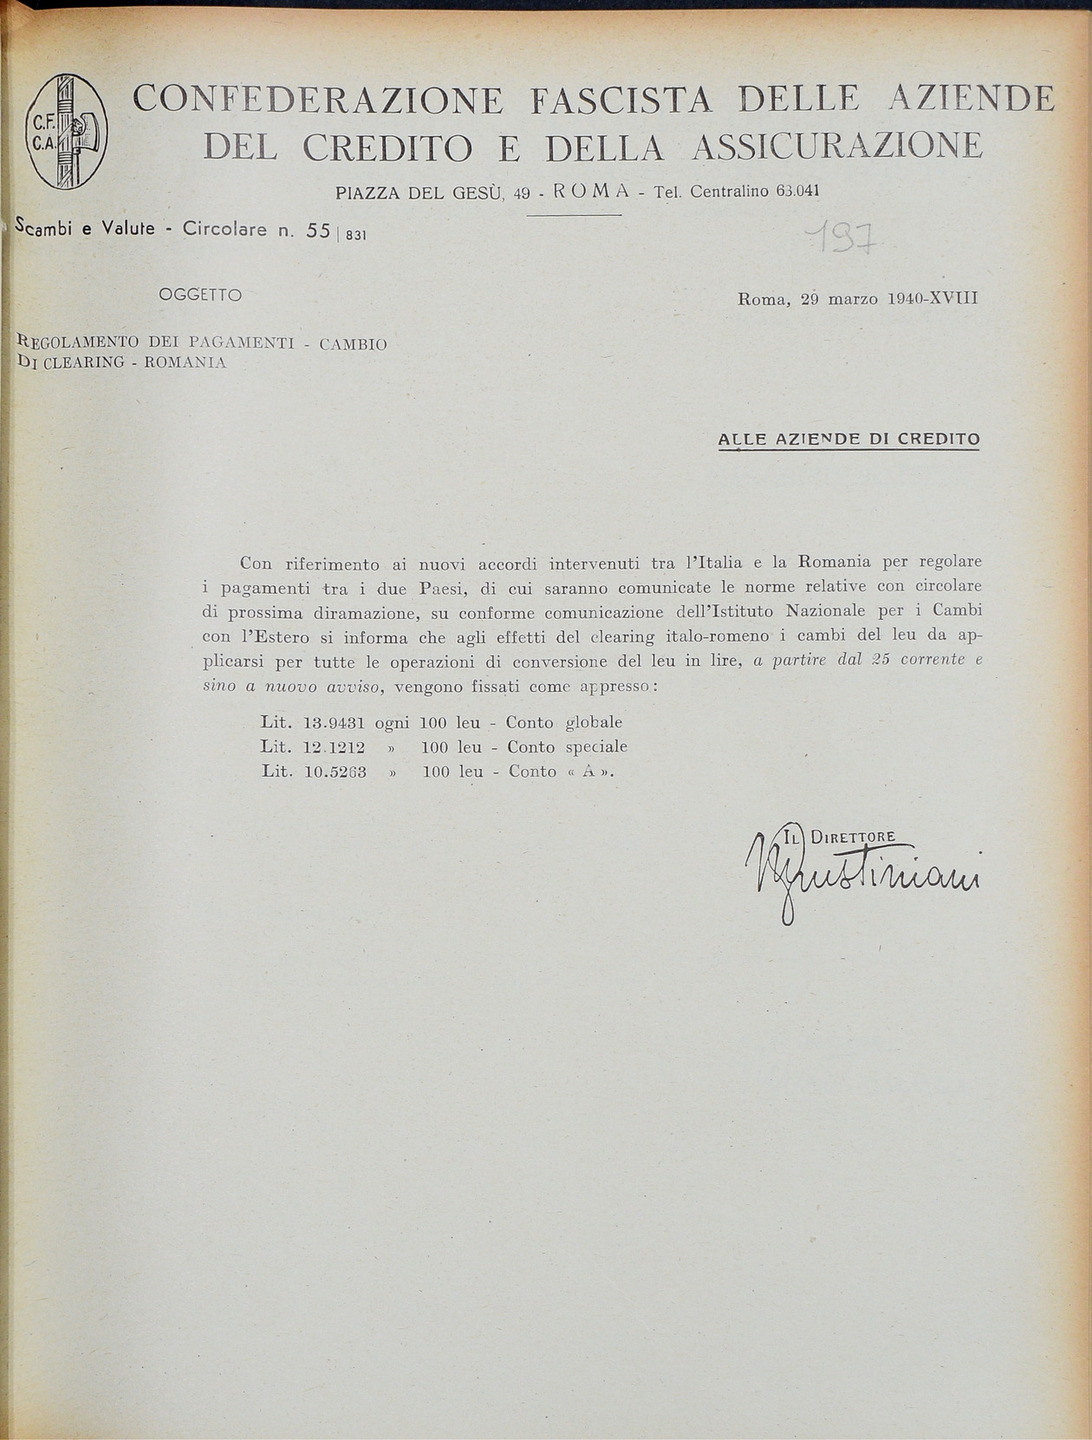 C.F.
C.A.
CONFEDERAZIONE FASCISTA DELLE AZIENDE
DEL CREDITO E DELLA ASSICURAZIONE
PIAZZA DEL GESÙ, 49 - ROMA - Tel. Centralino 63.041
Scambi e Valute - Circolare n. 55 | 831
197
OGGETTO
Roma, 29 marzo 1940-XVIII
REGOLAMENTO DEI PAGAMENTI - CAMBIO
DI CLEARING - ROMANIA
ALLE AZIENDE DI CREDITO
Con riferimento ai nuovi accordi intervenuti tra l'Italia e la Romania per regolare
i pagamenti tra i due Paesi, di cui saranno comunicate le norme relative con circolare
di prossima diramazione, su conforme comunicazione dell'Istituto Nazionale per i Cambi
con l'Estero si informa che agli effetti del clearing italo-romeno i cambi del leu da ap-
plicarsi per tutte le operazioni di conversione del leu in lire, a partire dal 25 corrente e
sino a nuovo avviso, vengono fissati come appresso:
Lit. 13.9431 ogni 100 leu - Conto globale
Lit. 12.1212 » 100 leu - Conto speciale
Lit. 10.5263 » 100 leu - Conto « A ».
IL DIRETTORE
Giustiniani